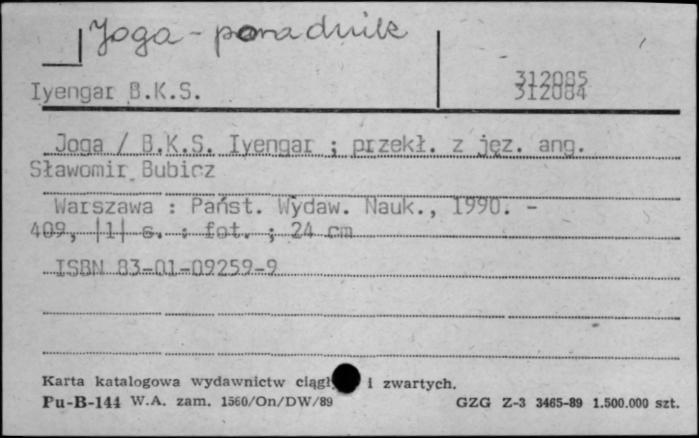 Joga - poradnik
Iyengar B.K.S.
312085
312084
Joga / B.K.S. Iyengar ; przekł. z jęz. ang.
Sławomir Bubicz
Warszawa : Państ. Wydaw. Nauk., 1990. -
409, |1| s. : fot. ; 24 cm
ISBN 83-01-09259-9
Karta katalogowa wydawnictw ciągł i zwartych.
Pu-B-144 W.A. zam. 1560/On/DW/89 GZG Z-3 3465-89 1.500.000 szt.